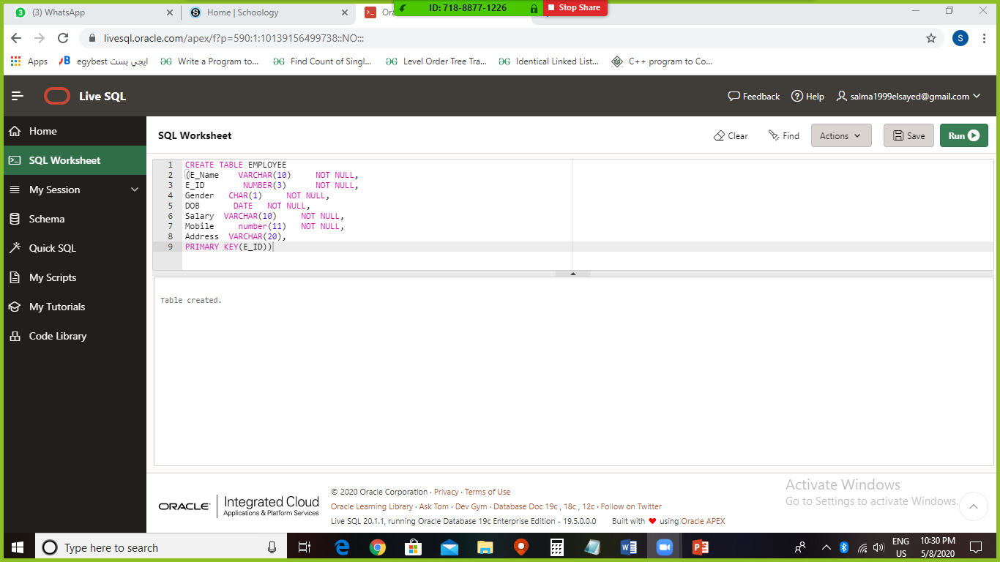 ID: 718-8877-1226 Stop Share
(3) WhatsApp
Home | Schoology
livesql.oracle.com/apex/f?p=590:1:10139156499738::NO:::
S
Apps
egybest ايجي بست
Write a Program to...
Find Count of Singl...
Level Order Tree Tra...
Identical Linked List...
C++ program to Co...
Live SQL
Feedback
Help
salma1999elsayed@gmail.com
Home
SQL Worksheet
My Session
Schema
Quick SQL
My Scripts
My Tutorials
Code Library
SQL Worksheet
Clear
Find
Actions
Save
Run
1 CREATE TABLE EMPLOYEE
2 (E_Name VARCHAR(10) NOT NULL,
3 E_ID NUMBER(3) NOT NULL,
4 Gender CHAR(1) NOT NULL,
5 DOB DATE NOT NULL,
6 Salary VARCHAR(10) NOT NULL,
7 Mobile number(11) NOT NULL,
8 Address VARCHAR(20),
9 PRIMARY KEY(E_ID))
Table created.
ORACLE Integrated Cloud
Applications & Platform Services
© 2020 Oracle Corporation · Privacy · Terms of Use
Oracle Learning Library · Ask Tom · Dev Gym · Database Doc 19c , 18c , 12c · Follow on Twitter
Live SQL 20.1.1, running Oracle Database 19c Enterprise Edition - 19.5.0.0.0 Built with ❤ using Oracle APEX
Activate Windows
Go to Settings to activate Windows.
Type here to search
ENG
US
10:30 PM
5/8/2020